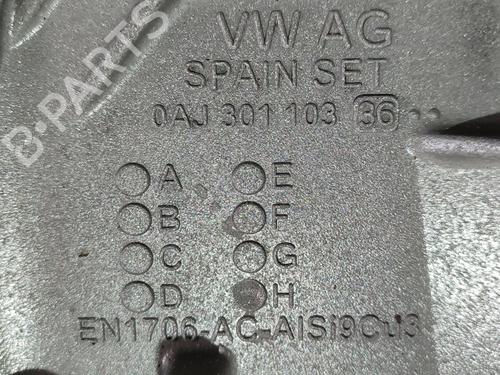 VW AG
SPAIN SET
0AJ 301 103 36
A E
B F
C G
D H
EN1706-AC-AlSi9Cu3
B-PARTS